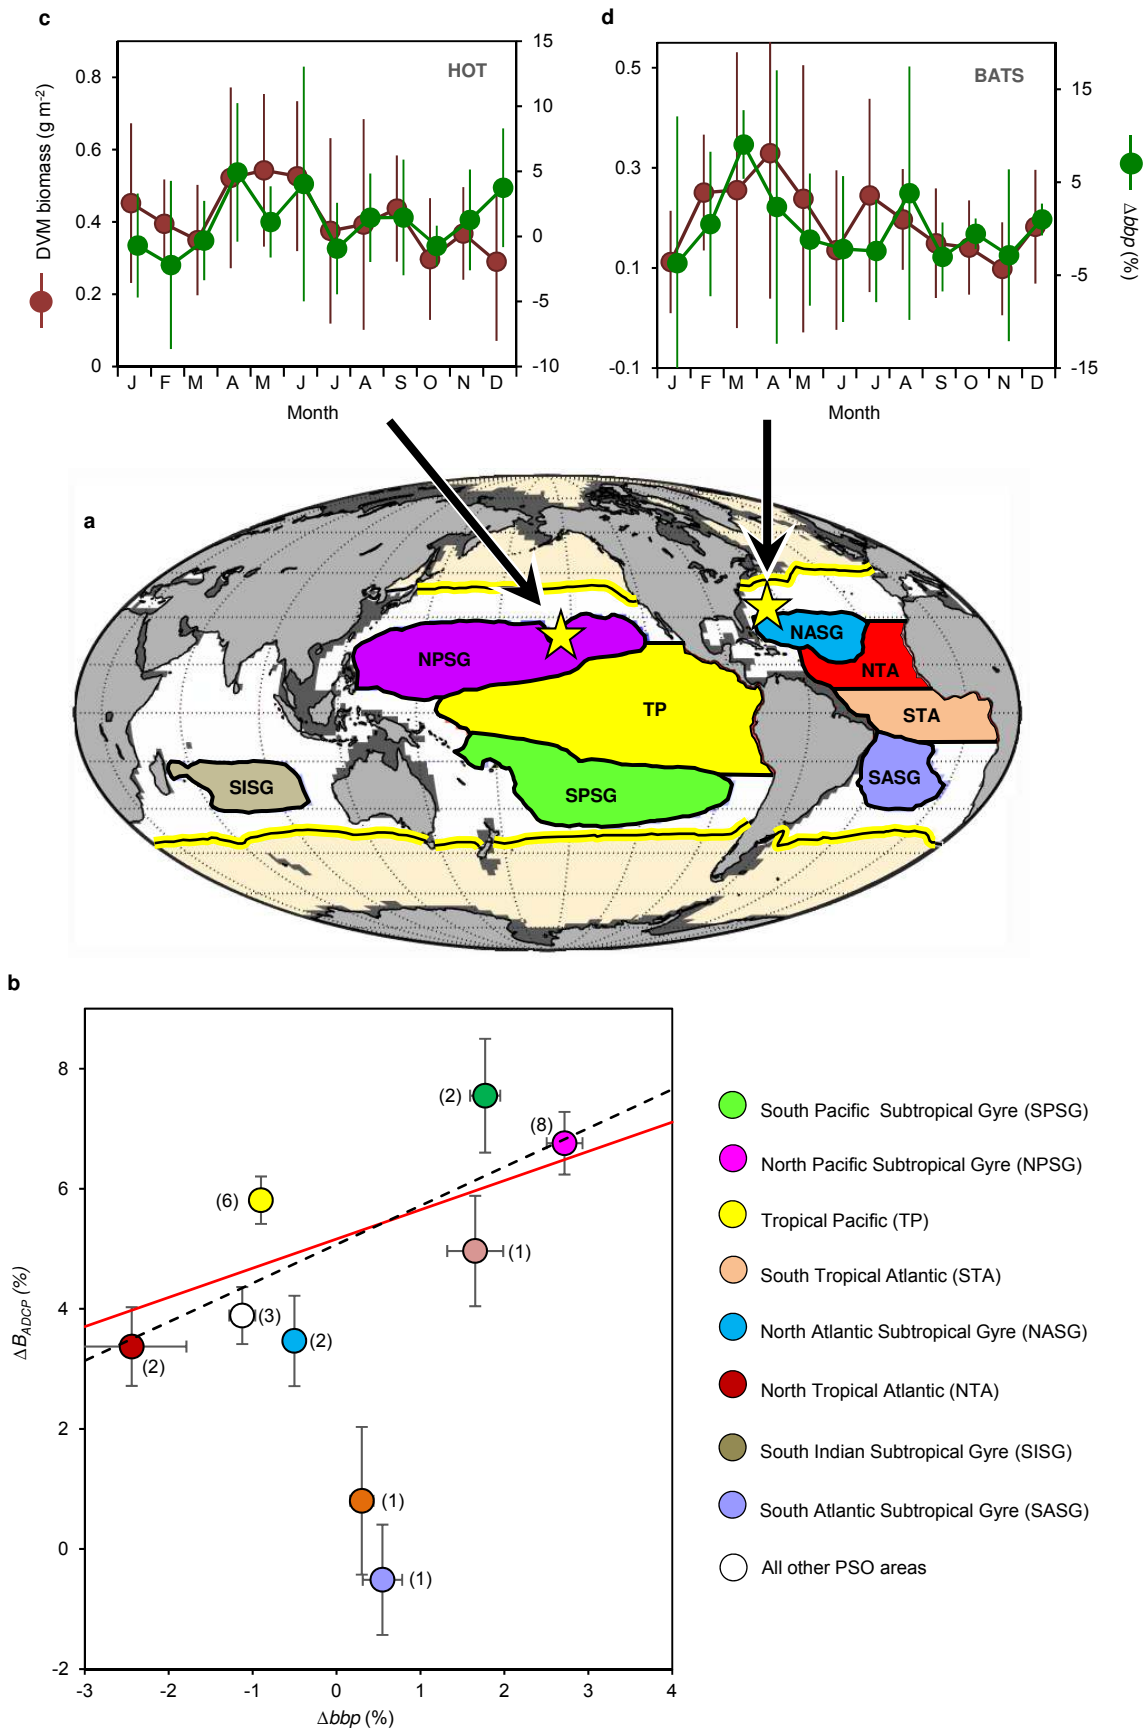 c
d
HOT
BATS
DVM biomass (g m-2)
0.8
0.6
0.4
0.2
0
15
10
5
0
-5
-10
0.5
0.3
0.1
-0.1
15
5
-5
-15
Δbbp (%)
J F M A M J J A S O N D
J F M A M J J A S O N D
Month
Month
a
NPSG
TP
SPSG
SISG
NASG
NTA
STA
SASG
b
ΔBADCP (%)
8
6
4
2
0
-2
(2)
(8)
(6)
(1)
(3)
(2)
(2)
(1)
(1)
-3 -2 -1 0 1 2 3 4
Δbbp (%)
South Pacific Subtropical Gyre (SPSG)
North Pacific Subtropical Gyre (NPSG)
Tropical Pacific (TP)
South Tropical Atlantic (STA)
North Atlantic Subtropical Gyre (NASG)
North Tropical Atlantic (NTA)
South Indian Subtropical Gyre (SISG)
South Atlantic Subtropical Gyre (SASG)
All other PSO areas